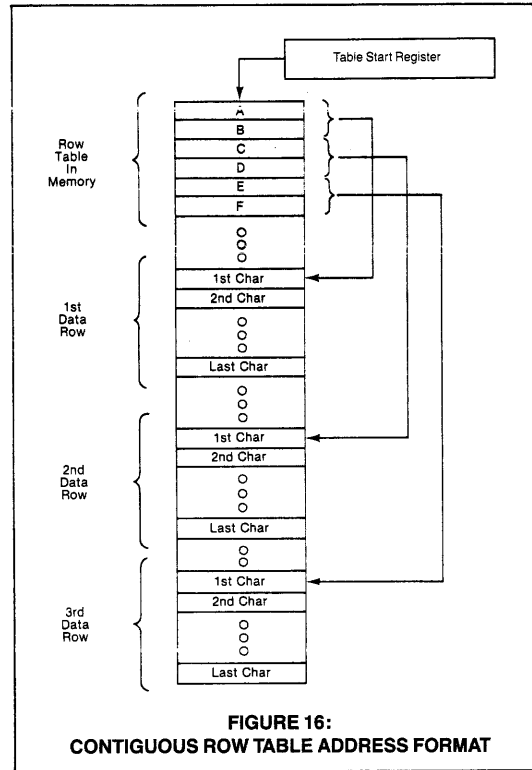 Table Start Register
Row
Table
In
Memory
A
B
C
D
E
F
1st
Data
Row
1st Char
2nd Char
Last Char
2nd
Data
Row
1st Char
2nd Char
Last Char
3rd
Data
Row
1st Char
2nd Char
Last Char
FIGURE 16:
CONTIGUOUS ROW TABLE ADDRESS FORMAT